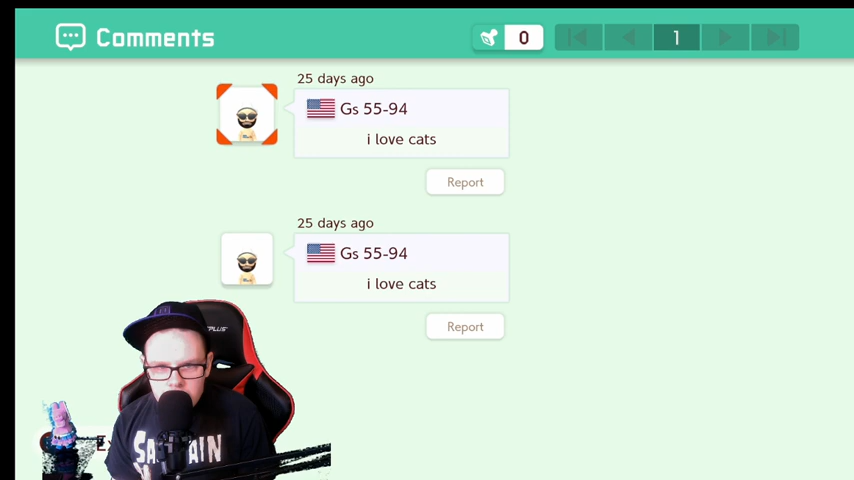 Comments
0
1
25 days ago
Gs 55-94
i love cats
Report
25 days ago
Gs 55-94
i love cats
Report
PLUS